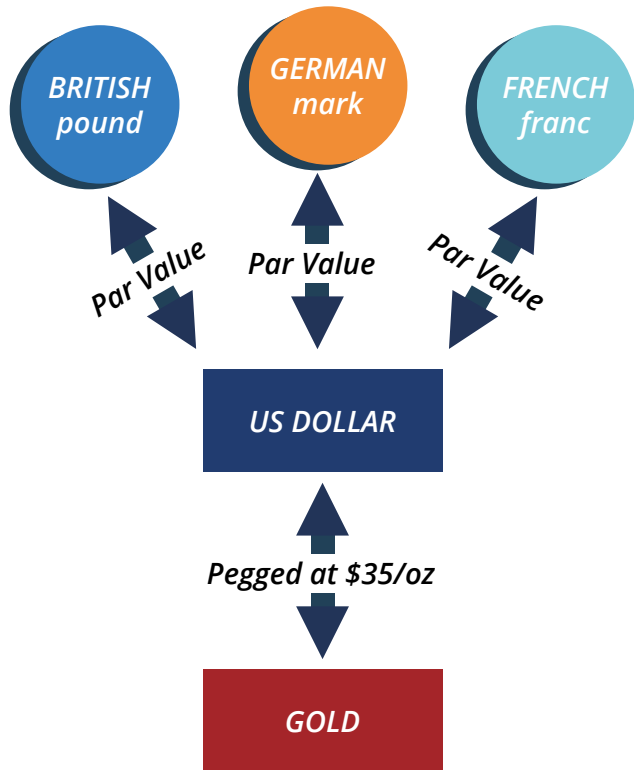 BRITISH
pound
GERMAN
mark
FRENCH
franc
Par Value
Par Value
Par Value
US DOLLAR
Pegged at $35/oz
GOLD